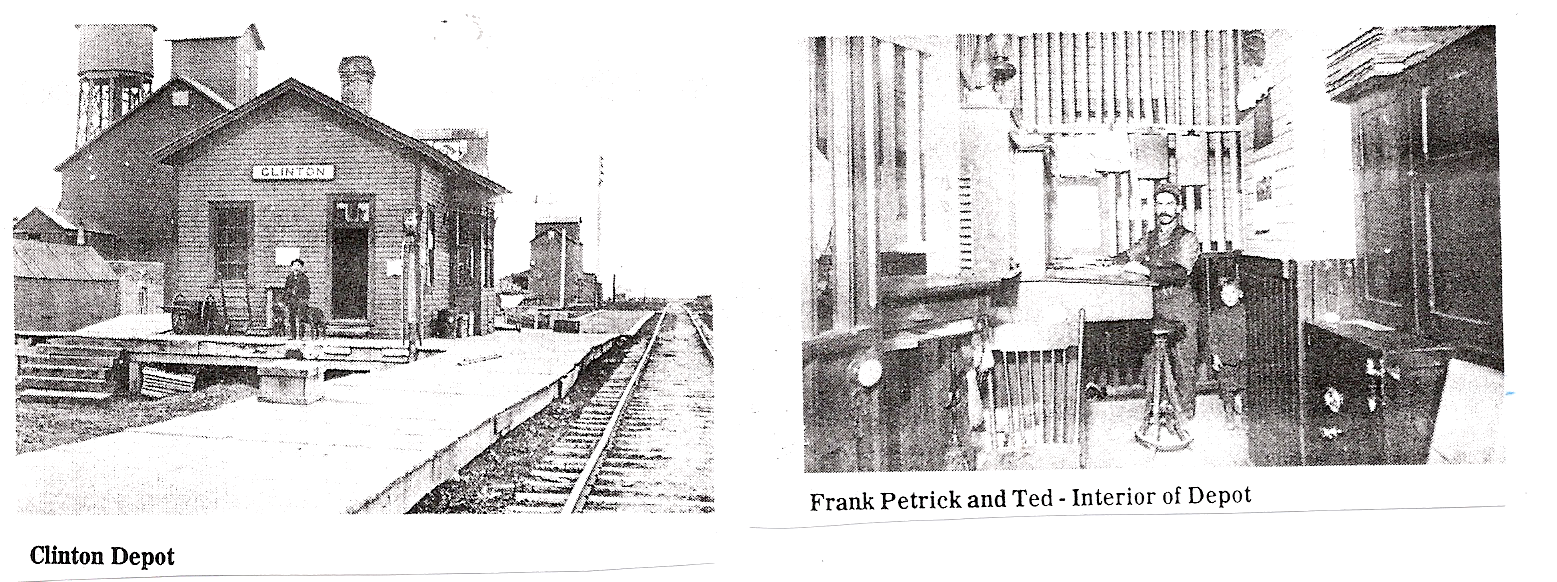 CLINTON
Clinton Depot
Frank Petrick and Ted - Interior of Depot